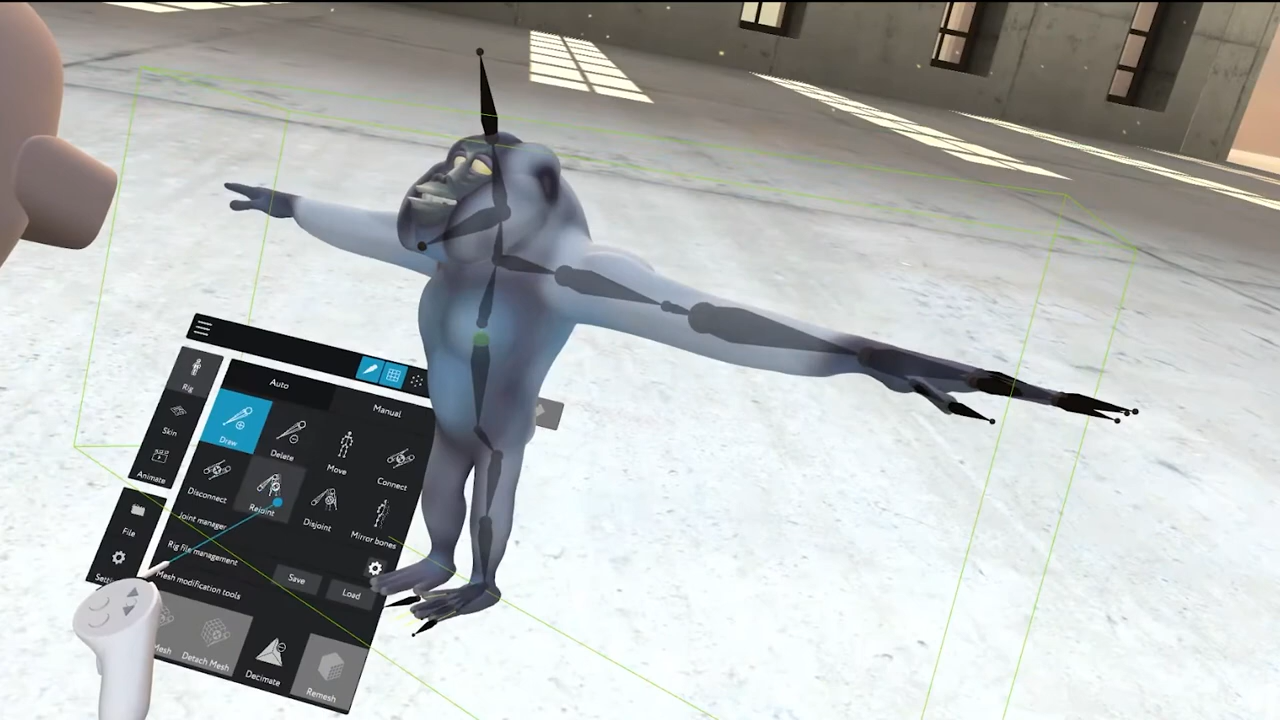 Auto
Manual
Rig
Draw
Delete
Move
Connect
Skin
Disconnect
Rejoint
Disjoint
Mirror bones
Animate
Joint manager
File
Rig file management
Save
Load
Mesh modification tools
Mesh
Detach Mesh
Decimate
Remesh